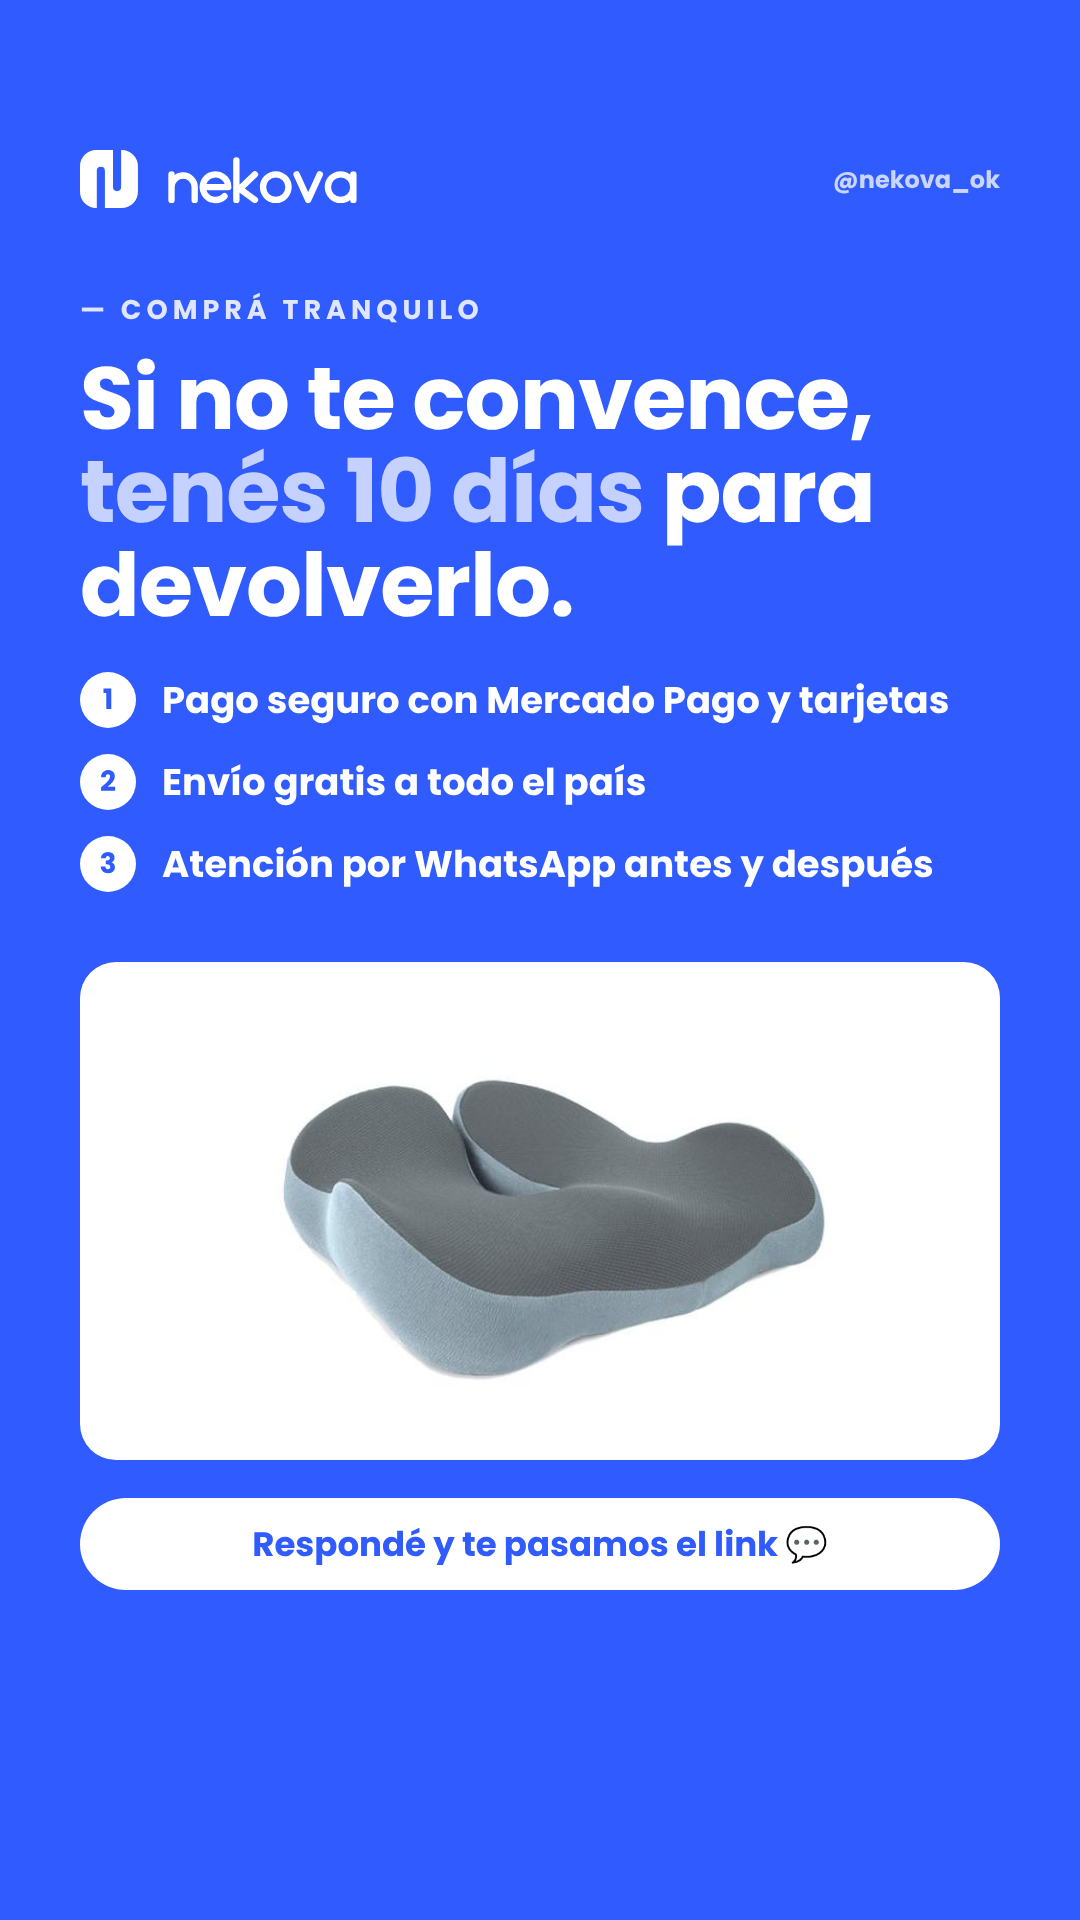 nekova
@nekova_ok
— COMPRÁ TRANQUILO
Si no te convence,
tenés 10 días para
devolverlo.
1 Pago seguro con Mercado Pago y tarjetas
2 Envío gratis a todo el país
3 Atención por WhatsApp antes y después
Respondé y te pasamos el link 💬